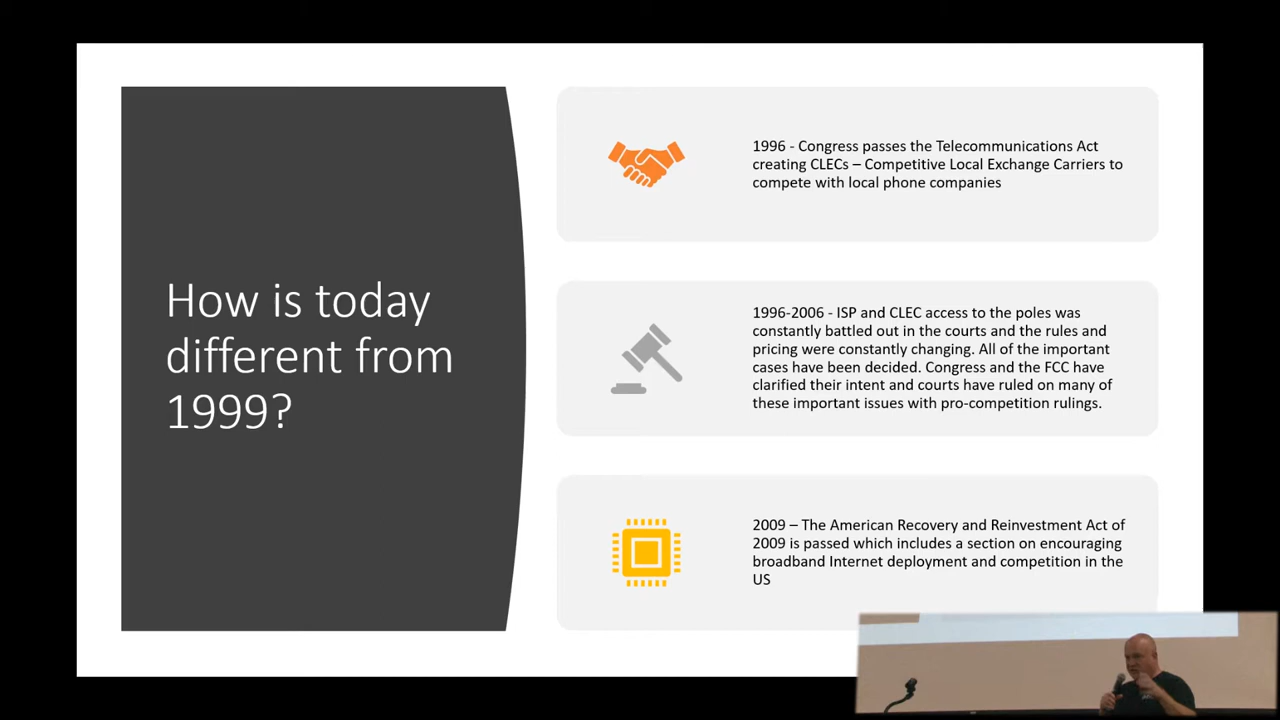 How is today
different from
1999?
1996 - Congress passes the Telecommunications Act
creating CLECs – Competitive Local Exchange Carriers to
compete with local phone companies
1996-2006 - ISP and CLEC access to the poles was
constantly battled out in the courts and the rules and
pricing were constantly changing. All of the important
cases have been decided. Congress and the FCC have
clarified their intent and courts have ruled on many of
these important issues with pro-competition rulings.
2009 – The American Recovery and Reinvestment Act of
2009 is passed which includes a section on encouraging
broadband Internet deployment and competition in the
US